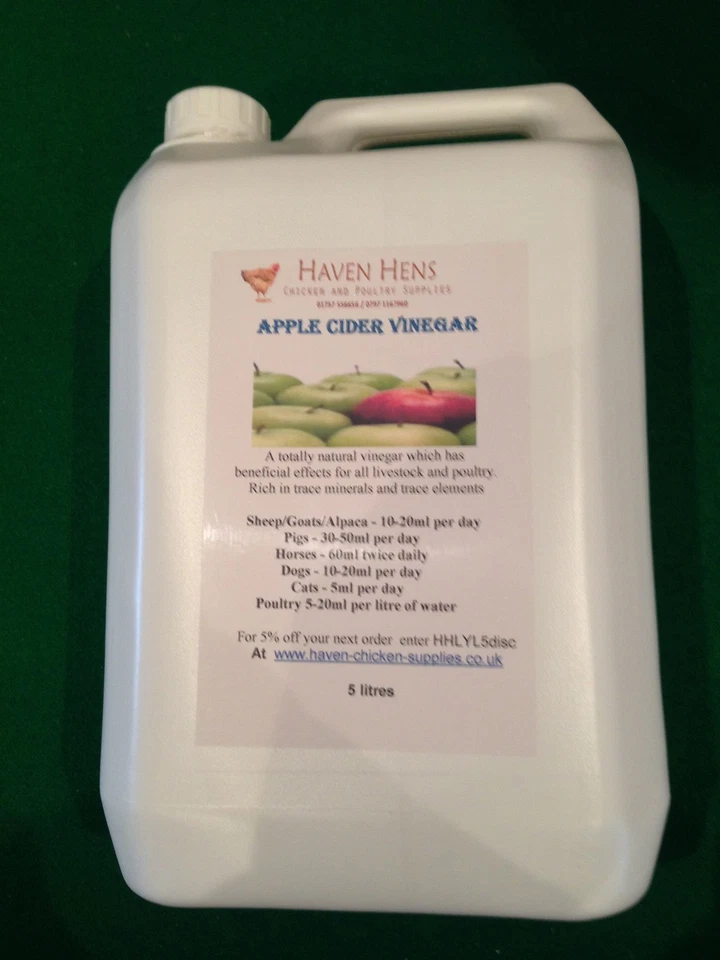 HAVEN HENS
CHICKEN AND POULTRY SUPPLIES
APPLE CIDER VINEGAR
A totally natural vinegar which has
beneficial effects for all livestock and poultry.
Rich in trace minerals and trace elements
Sheep/Goats/Alpaca - 10-20ml per day
Pigs - 30-50ml per day
Horses - 60ml twice daily
Dogs - 10-20ml per day
Cats - 5ml per day
Poultry 5-20ml per litre of water
For 5% off your next order enter HHLYL5disc
At www.haven-chicken-supplies.co.uk
5 litres